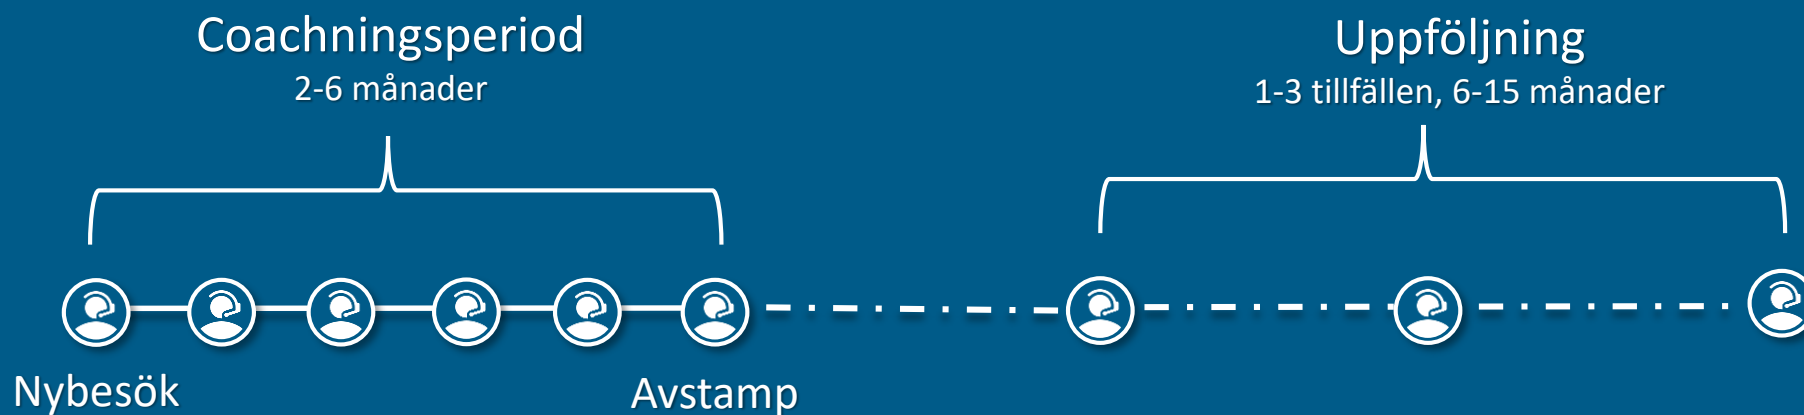 Coachningsperiod
2-6 månader
Uppföljning
1-3 tillfällen, 6-15 månader
Nybesök
Avstamp